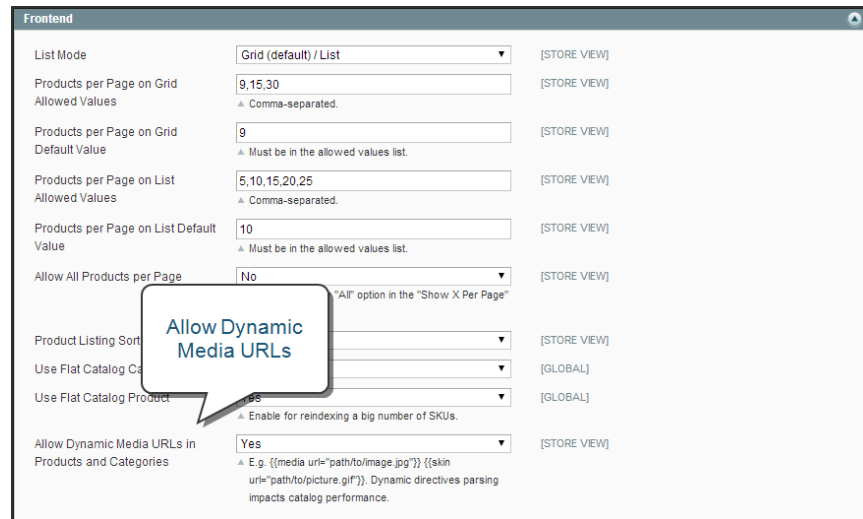 Frontend
List Mode
Grid (default) / List
[STORE VIEW]
Products per Page on Grid
Allowed Values
9,15,30
[STORE VIEW]
Comma-separated.
Products per Page on Grid
Default Value
9
[STORE VIEW]
Must be in the allowed values list.
Products per Page on List
Allowed Values
5,10,15,20,25
[STORE VIEW]
Comma-separated.
Products per Page on List Default
Value
10
[STORE VIEW]
Must be in the allowed values list.
Allow All Products per Page
No
[STORE VIEW]
"All" option in the "Show X Per Page"
Allow Dynamic
Media URLs
Product Listing Sort
[STORE VIEW]
Use Flat Catalog Ca
[GLOBAL]
Use Flat Catalog Product
Yes
[GLOBAL]
Enable for reindexing a big number of SKUs.
Allow Dynamic Media URLs in
Products and Categories
Yes
[STORE VIEW]
E.g. {{media url="path/to/image.jpg"}} {{skin
url="path/to/picture.gif"}}. Dynamic directives parsing
impacts catalog performance.